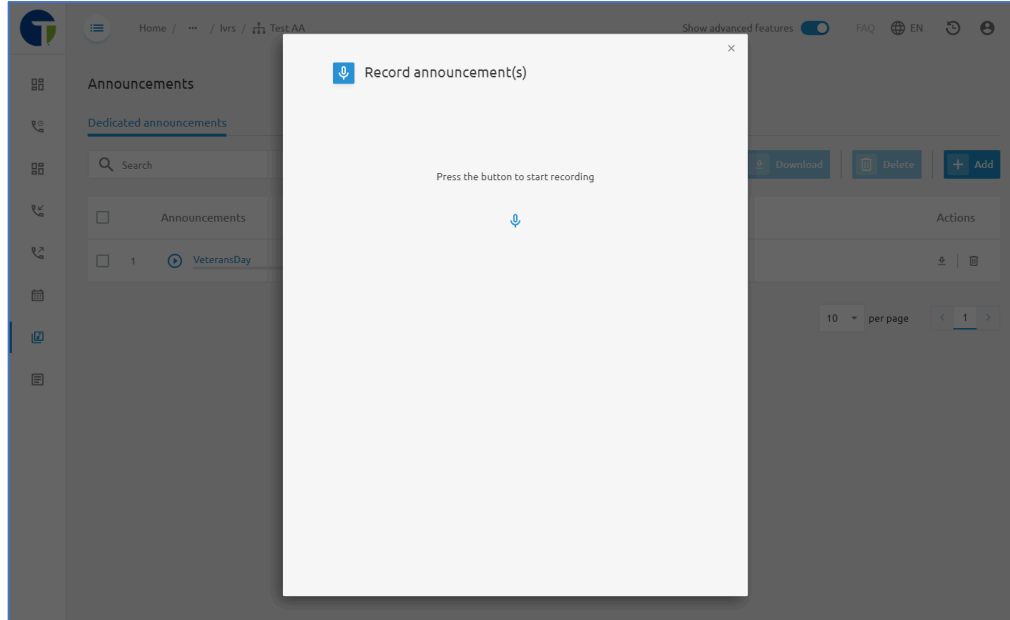 Home / ··· / Ivrs / Test AA
Show advanced features
FAQ
EN
Record announcement(s)
Announcements
Dedicated announcements
Search
Download
Delete
+ Add
Press the button to start recording
Announcements
Actions
1
VeteransDay
10 per page
< 1 >